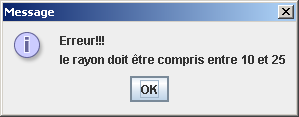 Message
Erreur!!!
le rayon doit être compris entre 10 et 25
OK